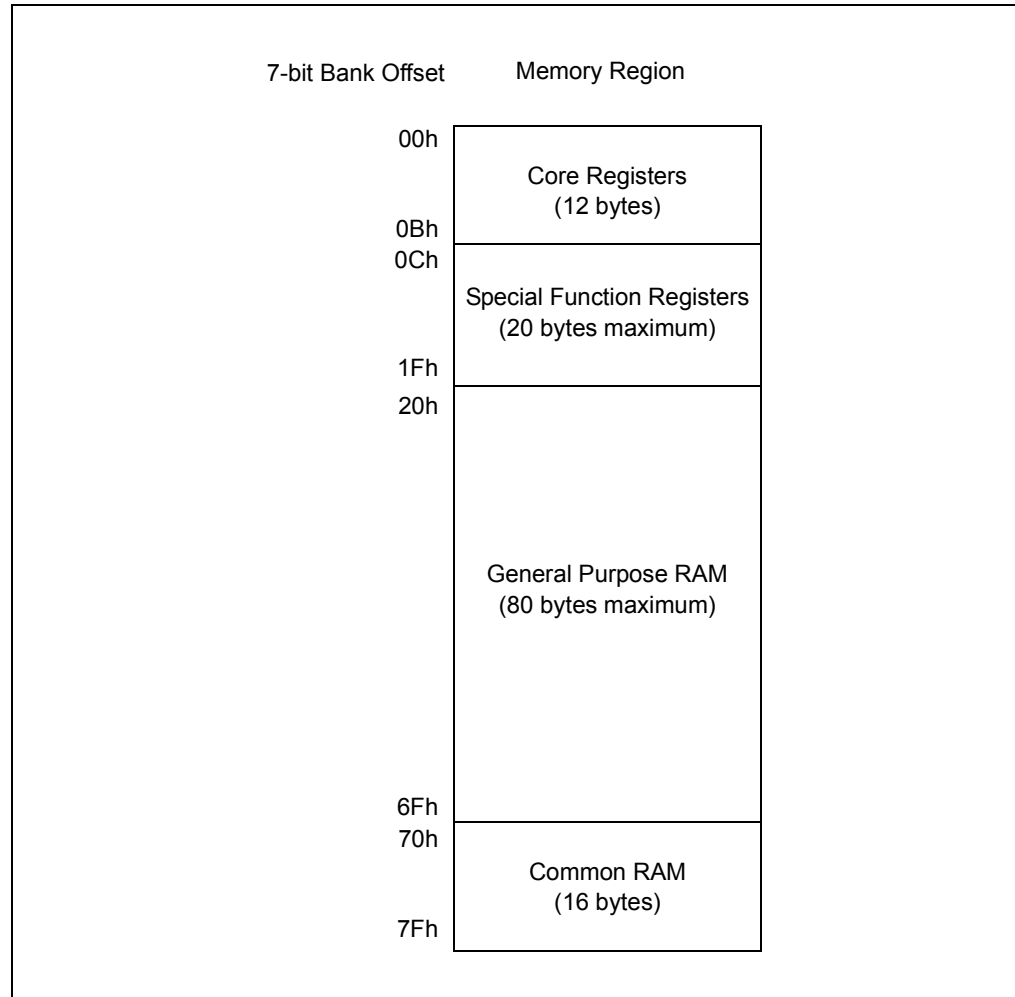 7-bit Bank Offset Memory Region
00h
Core Registers
(12 bytes)
0Bh
0Ch
Special Function Registers
(20 bytes maximum)
1Fh
20h
General Purpose RAM
(80 bytes maximum)
6Fh
70h
Common RAM
(16 bytes)
7Fh